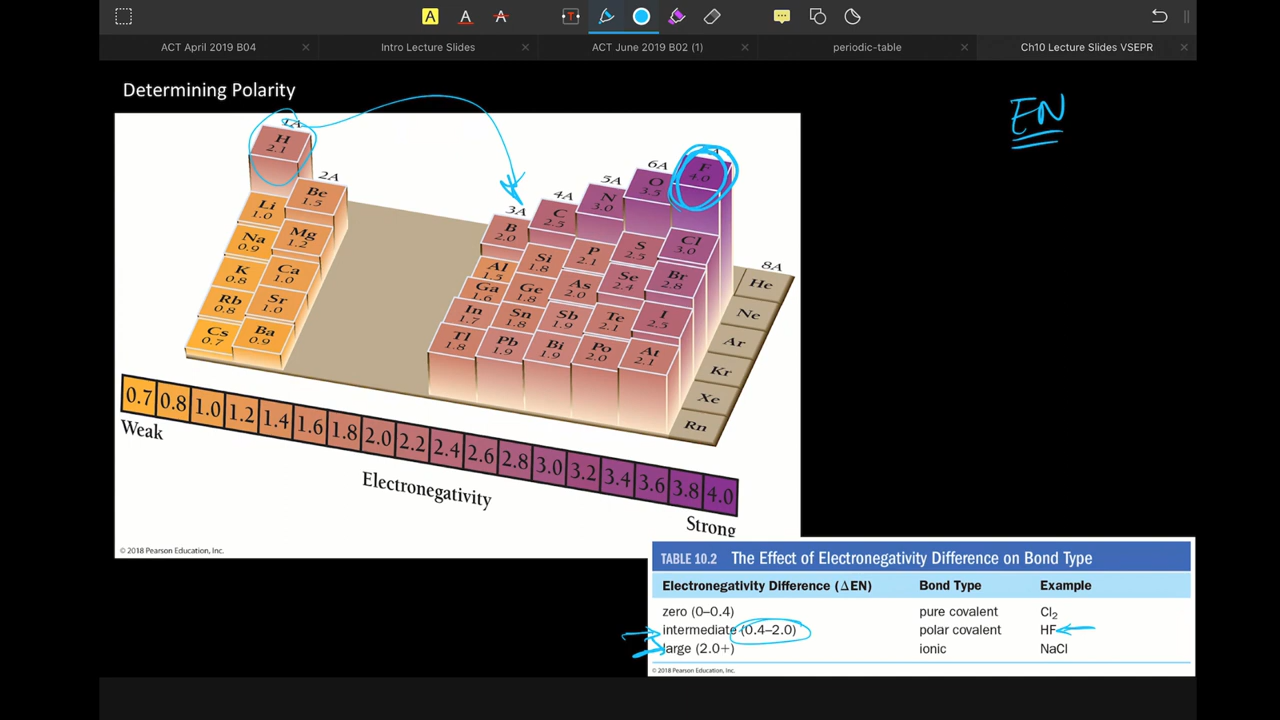 ACT April 2019 B04
Intro Lecture Slides
ACT June 2019 B02 (1)
periodic-table
Ch10 Lecture Slides VSEPR
Determining Polarity
EN
1A
H
2.1
2A
Be
1.5
Li
1.0
Mg
1.2
Na
0.9
Ca
1.0
K
0.8
Sr
1.0
Rb
0.8
Ba
0.9
Cs
0.7
3A
4A
5A
6A
B
2.0
C
2.5
N
3.0
O
3.5
F
4.0
Al
1.5
Si
1.8
P
2.1
S
2.5
Cl
3.0
Ga
1.6
Ge
1.8
As
2.0
Se
2.4
Br
2.8
In
1.7
Sn
1.8
Sb
1.9
Te
2.1
I
2.5
Tl
1.8
Pb
1.9
Bi
1.9
Po
2.0
At
2.1
8A
He
Ne
Ar
Kr
Xe
Rn
0.7 0.8 1.0 1.2 1.4 1.6 1.8 2.0 2.2 2.4 2.6 2.8 3.0 3.2 3.4 3.6 3.8 4.0
Weak
Electronegativity
Strong
© 2018 Pearson Education, Inc.
TABLE 10.2 The Effect of Electronegativity Difference on Bond Type
Electronegativity Difference (ΔEN) Bond Type Example
zero (0–0.4) pure covalent Cl2
intermediate (0.4–2.0) polar covalent HF
large (2.0+) ionic NaCl
© 2018 Pearson Education, Inc.